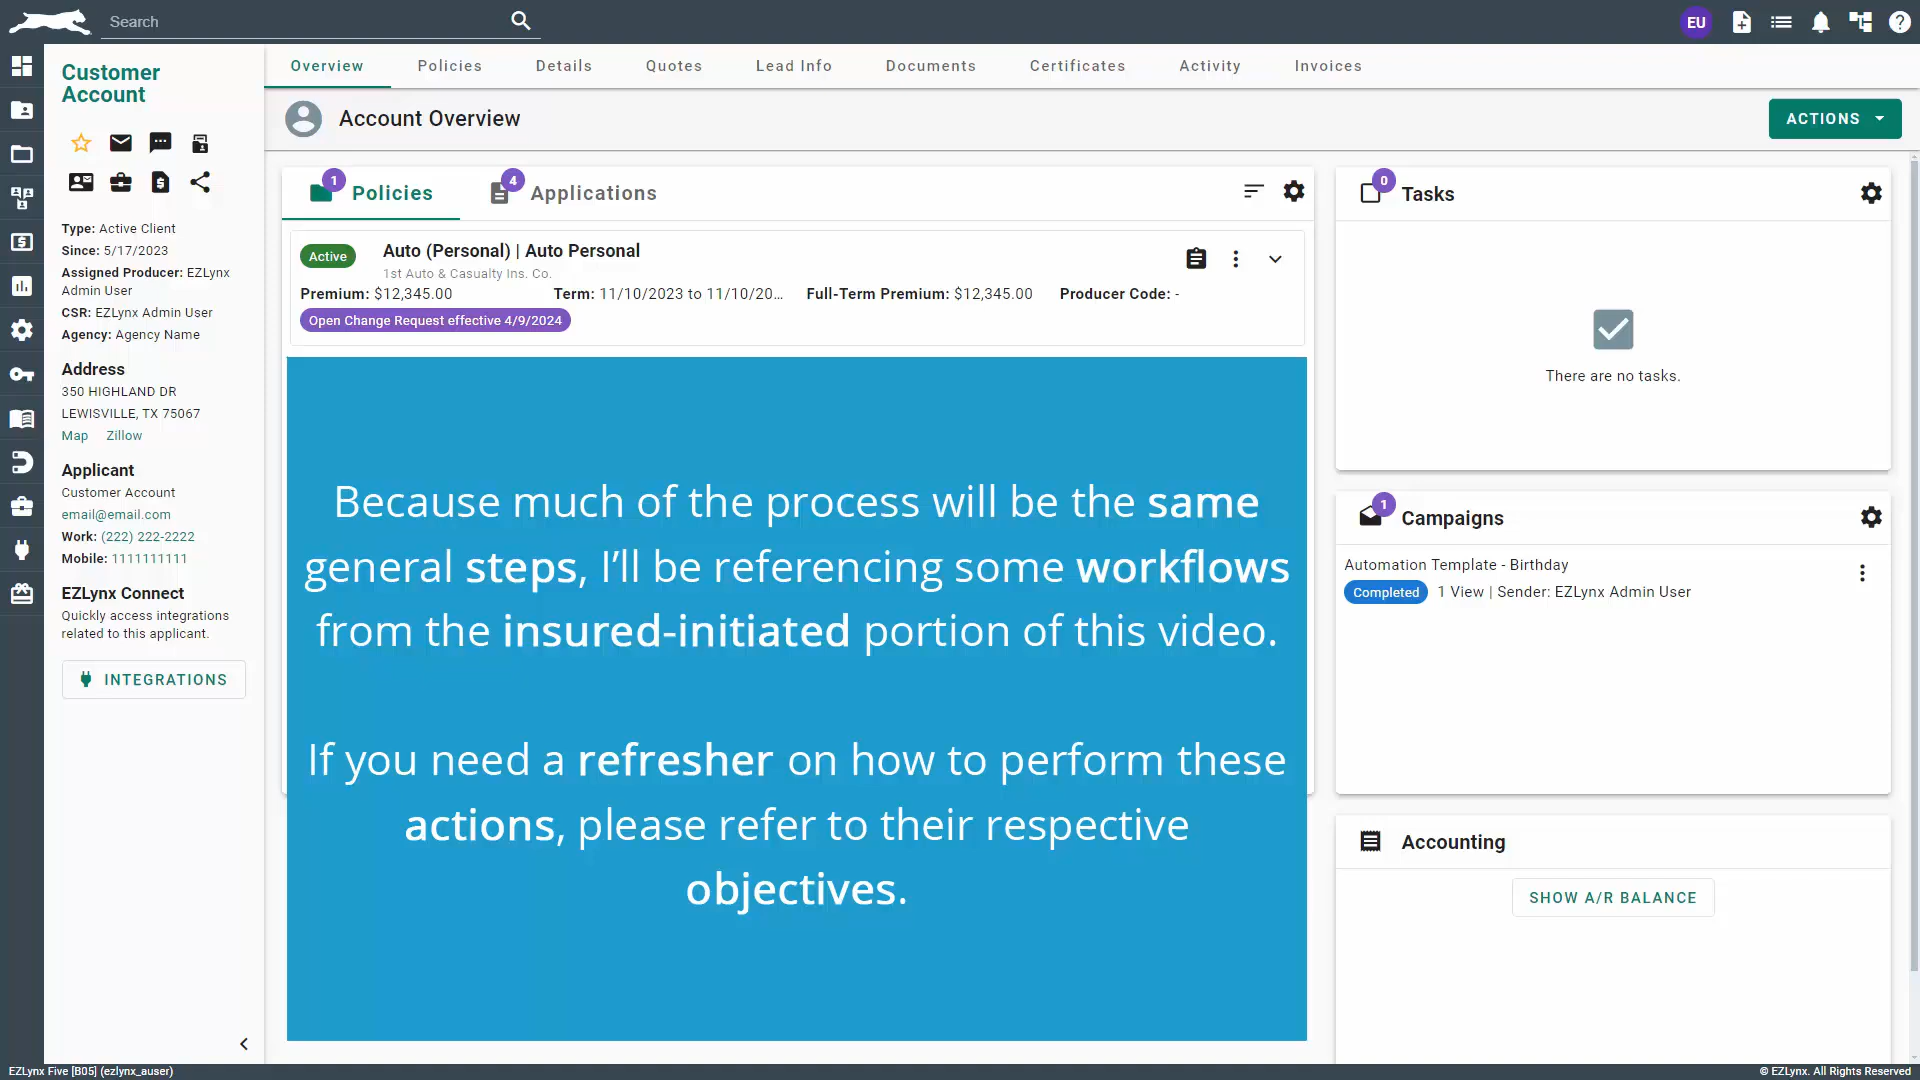 Search
EU
Customer
Account
Type: Active Client
Since: 5/17/2023
Assigned Producer: EZLynx
Admin User
CSR: EZLynx Admin User
Agency: Agency Name
Address
350 HIGHLAND DR
LEWISVILLE, TX 75067
Map Zillow
Applicant
Customer Account
email@email.com
Work: (222) 222-2222
Mobile: 1111111111
EZLynx Connect
Quickly access integrations
related to this applicant.
INTEGRATIONS
Overview Policies Details Quotes Lead Info Documents Certificates Activity Invoices
Account Overview
ACTIONS
1 Policies 4 Applications
Active Auto (Personal) | Auto Personal
1st Auto & Casualty Ins. Co.
Premium: $12,345.00 Term: 11/10/2023 to 11/10/20... Full-Term Premium: $12,345.00 Producer Code: -
Open Change Request effective 4/9/2024
Because much of the process will be the same
general steps, I’ll be referencing some workflows
from the insured-initiated portion of this video.
If you need a refresher on how to perform these
actions, please refer to their respective
objectives.
0 Tasks
There are no tasks.
1 Campaigns
Automation Template - Birthday
Completed 1 View | Sender: EZLynx Admin User
Accounting
SHOW A/R BALANCE
EZLynx Five [B05] (ezlynx_auser)
© EZLynx. All Rights Reserved